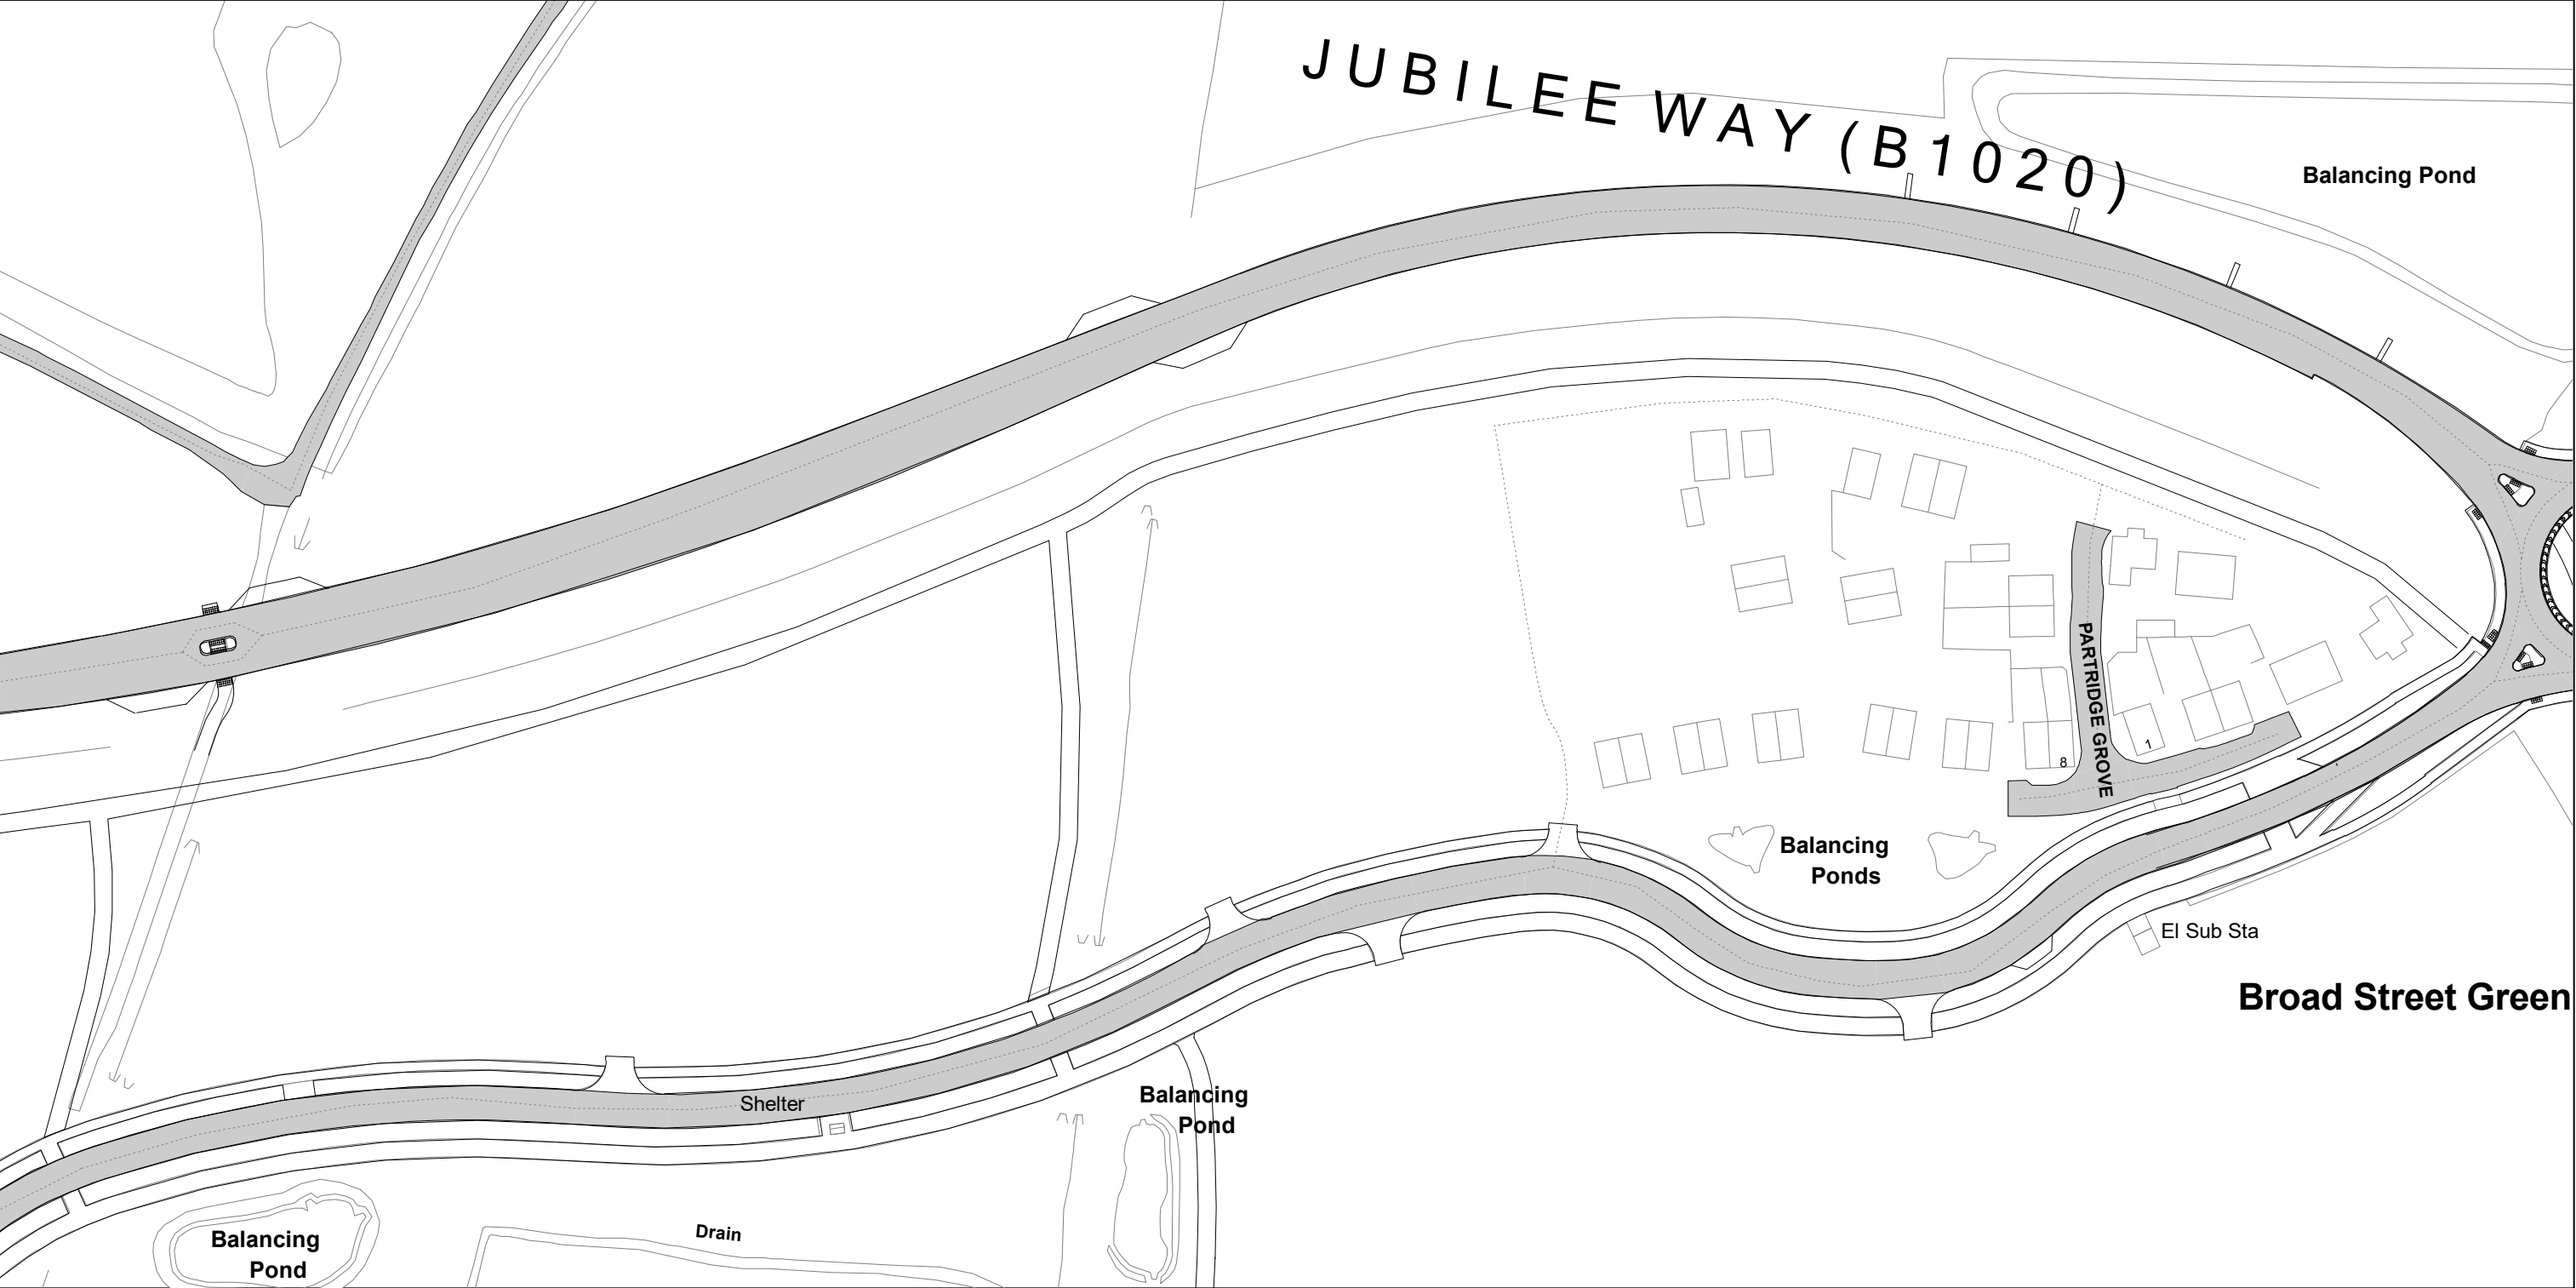 JUBILEE WAY (B1020)
Balancing Pond
PARTRIDGE GROVE
1
8
Balancing
Ponds
El Sub Sta
Broad Street Green
Shelter
Balancing
Pond
Drain
Balancing
Pond